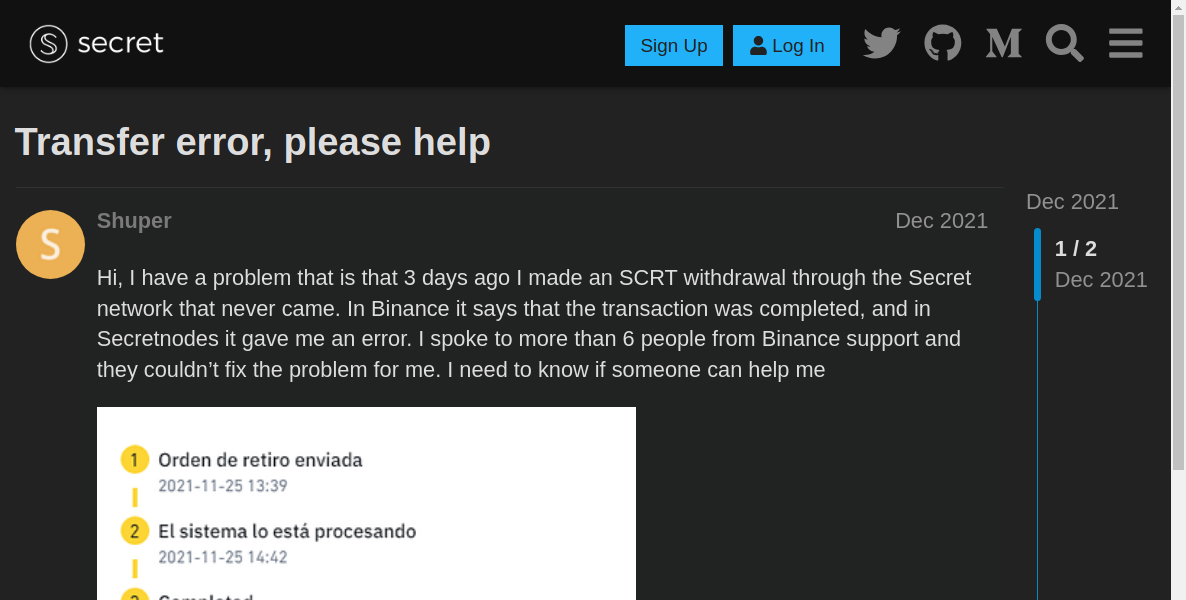 secret
Sign Up
Log In
Transfer error, please help
Dec 2021
S
Shuper
Dec 2021
1 / 2
Dec 2021
Hi, I have a problem that is that 3 days ago I made an SCRT withdrawal through the Secret
network that never came. In Binance it says that the transaction was completed, and in
Secretnodes it gave me an error. I spoke to more than 6 people from Binance support and
they couldn’t fix the problem for me. I need to know if someone can help me
1 Orden de retiro enviada
2021-11-25 13:39
2 El sistema lo está procesando
2021-11-25 14:42
3 Completed